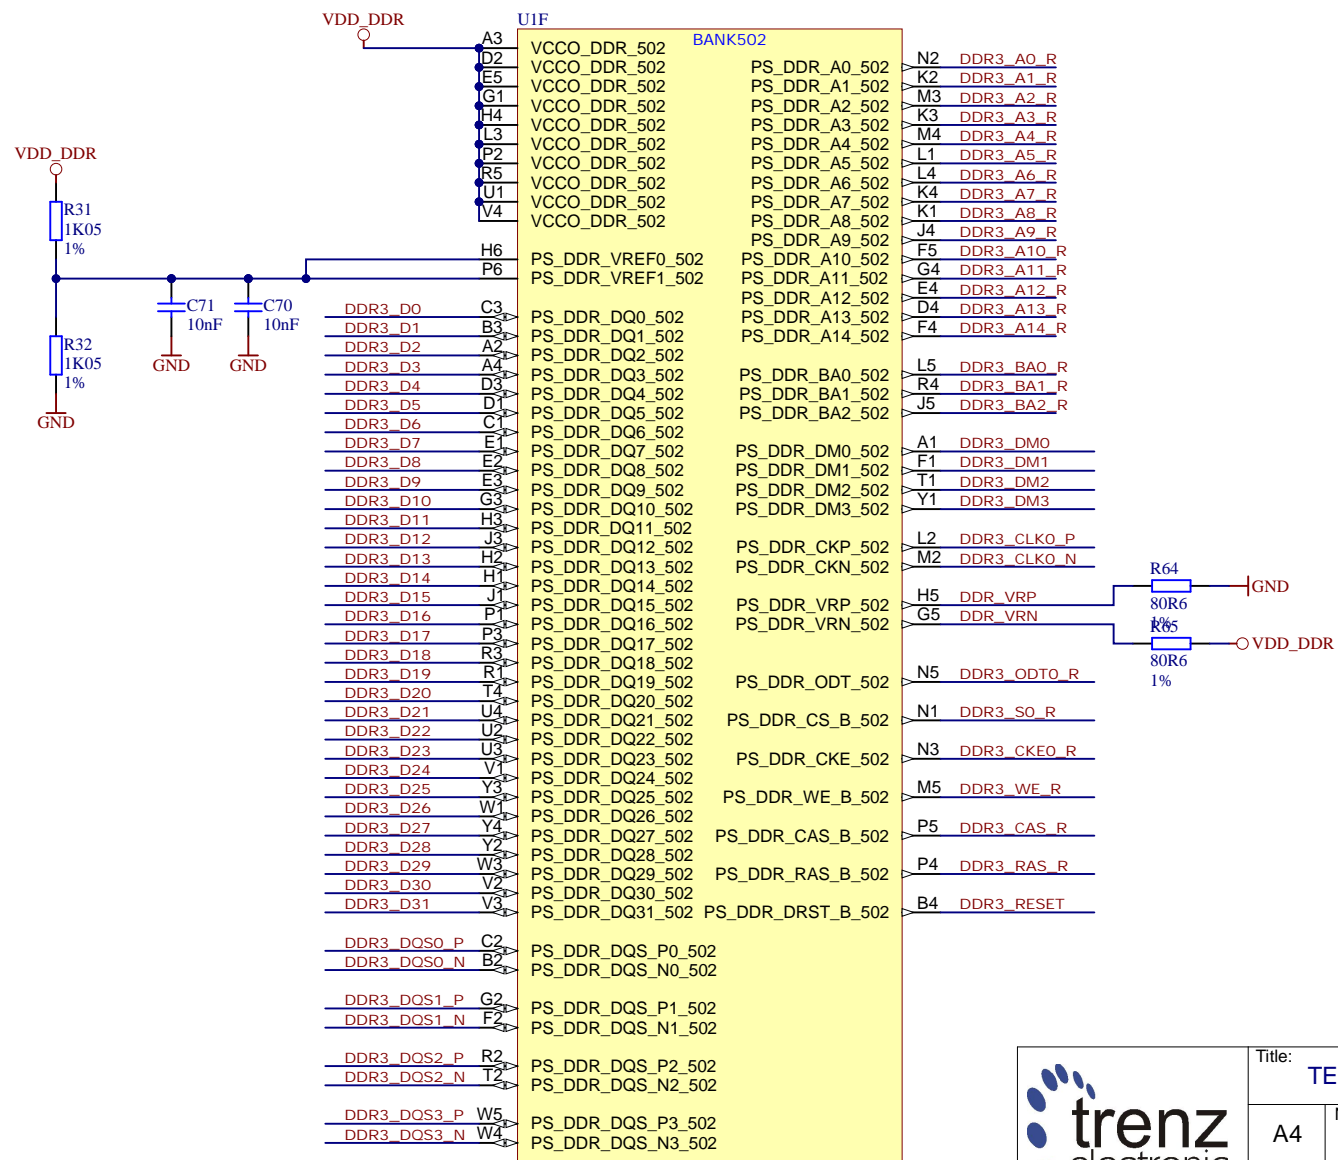 VDD_DDR
U1F
BANK502
A3 VCCO_DDR_502
D2 VCCO_DDR_502
E5 VCCO_DDR_502
G1 VCCO_DDR_502
H4 VCCO_DDR_502
L3 VCCO_DDR_502
P2 VCCO_DDR_502
R5 VCCO_DDR_502
U1 VCCO_DDR_502
V4 VCCO_DDR_502
H6 PS_DDR_VREF0_502
P6 PS_DDR_VREF1_502
VDD_DDR
R31
1K05
1%
R32
1K05
1%
GND
C71
10nF
GND
C70
10nF
GND
DDR3_D0 C3 PS_DDR_DQ0_502
DDR3_D1 B3 PS_DDR_DQ1_502
DDR3_D2 A2 PS_DDR_DQ2_502
DDR3_D3 A4 PS_DDR_DQ3_502
DDR3_D4 D3 PS_DDR_DQ4_502
DDR3_D5 D1 PS_DDR_DQ5_502
DDR3_D6 C1 PS_DDR_DQ6_502
DDR3_D7 E1 PS_DDR_DQ7_502
DDR3_D8 E2 PS_DDR_DQ8_502
DDR3_D9 E3 PS_DDR_DQ9_502
DDR3_D10 G3 PS_DDR_DQ10_502
DDR3_D11 H3 PS_DDR_DQ11_502
DDR3_D12 J3 PS_DDR_DQ12_502
DDR3_D13 H2 PS_DDR_DQ13_502
DDR3_D14 H1 PS_DDR_DQ14_502
DDR3_D15 J1 PS_DDR_DQ15_502
DDR3_D16 P1 PS_DDR_DQ16_502
DDR3_D17 P3 PS_DDR_DQ17_502
DDR3_D18 R3 PS_DDR_DQ18_502
DDR3_D19 R1 PS_DDR_DQ19_502
DDR3_D20 T4 PS_DDR_DQ20_502
DDR3_D21 U4 PS_DDR_DQ21_502
DDR3_D22 U2 PS_DDR_DQ22_502
DDR3_D23 U3 PS_DDR_DQ23_502
DDR3_D24 V1 PS_DDR_DQ24_502
DDR3_D25 Y3 PS_DDR_DQ25_502
DDR3_D26 W1 PS_DDR_DQ26_502
DDR3_D27 Y4 PS_DDR_DQ27_502
DDR3_D28 Y2 PS_DDR_DQ28_502
DDR3_D29 W3 PS_DDR_DQ29_502
DDR3_D30 V2 PS_DDR_DQ30_502
DDR3_D31 V3 PS_DDR_DQ31_502
DDR3_DQS0_P C2 PS_DDR_DQS_P0_502
DDR3_DQS0_N B2 PS_DDR_DQS_N0_502
DDR3_DQS1_P G2 PS_DDR_DQS_P1_502
DDR3_DQS1_N F2 PS_DDR_DQS_N1_502
DDR3_DQS2_P R2 PS_DDR_DQS_P2_502
DDR3_DQS2_N T2 PS_DDR_DQS_N2_502
DDR3_DQS3_P W5 PS_DDR_DQS_P3_502
DDR3_DQS3_N W4 PS_DDR_DQS_N3_502
PS_DDR_A0_502 N2 DDR3_A0_R
PS_DDR_A1_502 K2 DDR3_A1_R
PS_DDR_A2_502 M3 DDR3_A2_R
PS_DDR_A3_502 K3 DDR3_A3_R
PS_DDR_A4_502 M4 DDR3_A4_R
PS_DDR_A5_502 L1 DDR3_A5_R
PS_DDR_A6_502 L4 DDR3_A6_R
PS_DDR_A7_502 K4 DDR3_A7_R
PS_DDR_A8_502 K1 DDR3_A8_R
PS_DDR_A9_502 J4 DDR3_A9_R
PS_DDR_A10_502 F5 DDR3_A10_R
PS_DDR_A11_502 G4 DDR3_A11_R
PS_DDR_A12_502 E4 DDR3_A12_R
PS_DDR_A13_502 D4 DDR3_A13_R
PS_DDR_A14_502 F4 DDR3_A14_R
PS_DDR_BA0_502 L5 DDR3_BA0_R
PS_DDR_BA1_502 R4 DDR3_BA1_R
PS_DDR_BA2_502 J5 DDR3_BA2_R
PS_DDR_DM0_502 A1 DDR3_DM0
PS_DDR_DM1_502 F1 DDR3_DM1
PS_DDR_DM2_502 T1 DDR3_DM2
PS_DDR_DM3_502 Y1 DDR3_DM3
PS_DDR_CKP_502 L2 DDR3_CLK0_P
PS_DDR_CKN_502 M2 DDR3_CLK0_N
PS_DDR_VRP_502 H5 DDR_VRP
PS_DDR_VRN_502 G5 DDR_VRN
R64
80R6
1%
GND
R65
80R6
1%
VDD_DDR
PS_DDR_ODT_502 N5 DDR3_ODT0_R
PS_DDR_CS_B_502 N1 DDR3_S0_R
PS_DDR_CKE_502 N3 DDR3_CKE0_R
PS_DDR_WE_B_502 M5 DDR3_WE_R
PS_DDR_CAS_B_502 P5 DDR3_CAS_R
PS_DDR_RAS_B_502 P4 DDR3_RAS_R
PS_DDR_DRST_B_502 B4 DDR3_RESET
trenz
electronic
Title:
TE
A4